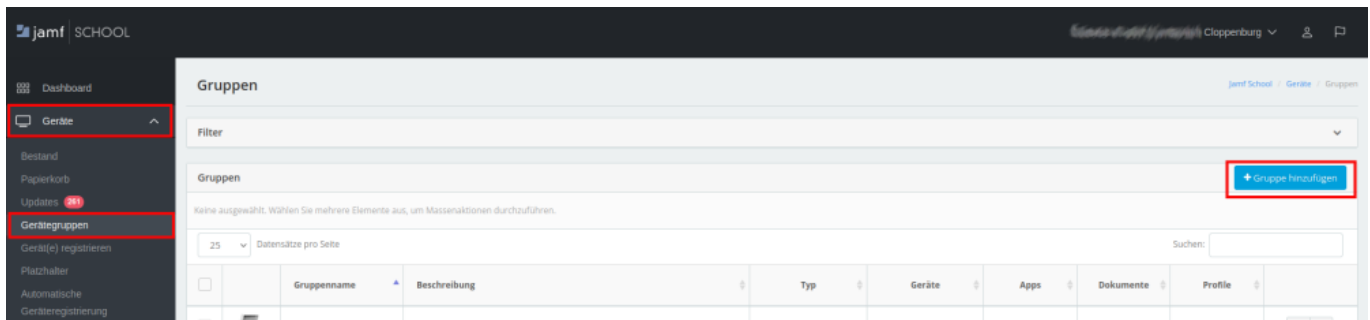 jamf SCHOOL
Cloppenburg
Dashboard
Geräte
Bestand
Papierkorb
Updates 261
Gerätegruppen
Gerät(e) registrieren
Platzhalter
Automatische
Geräteregistrierung
Gruppen
Jamf School / Geräte / Gruppen
Filter
Gruppen
+Gruppe hinzufügen
Keine ausgewählt. Wählen Sie mehrere Elemente aus, um Massenaktionen durchzuführen.
25 Datensätze pro Seite
Suchen:
Gruppenname Beschreibung Typ Geräte Apps Dokumente Profile